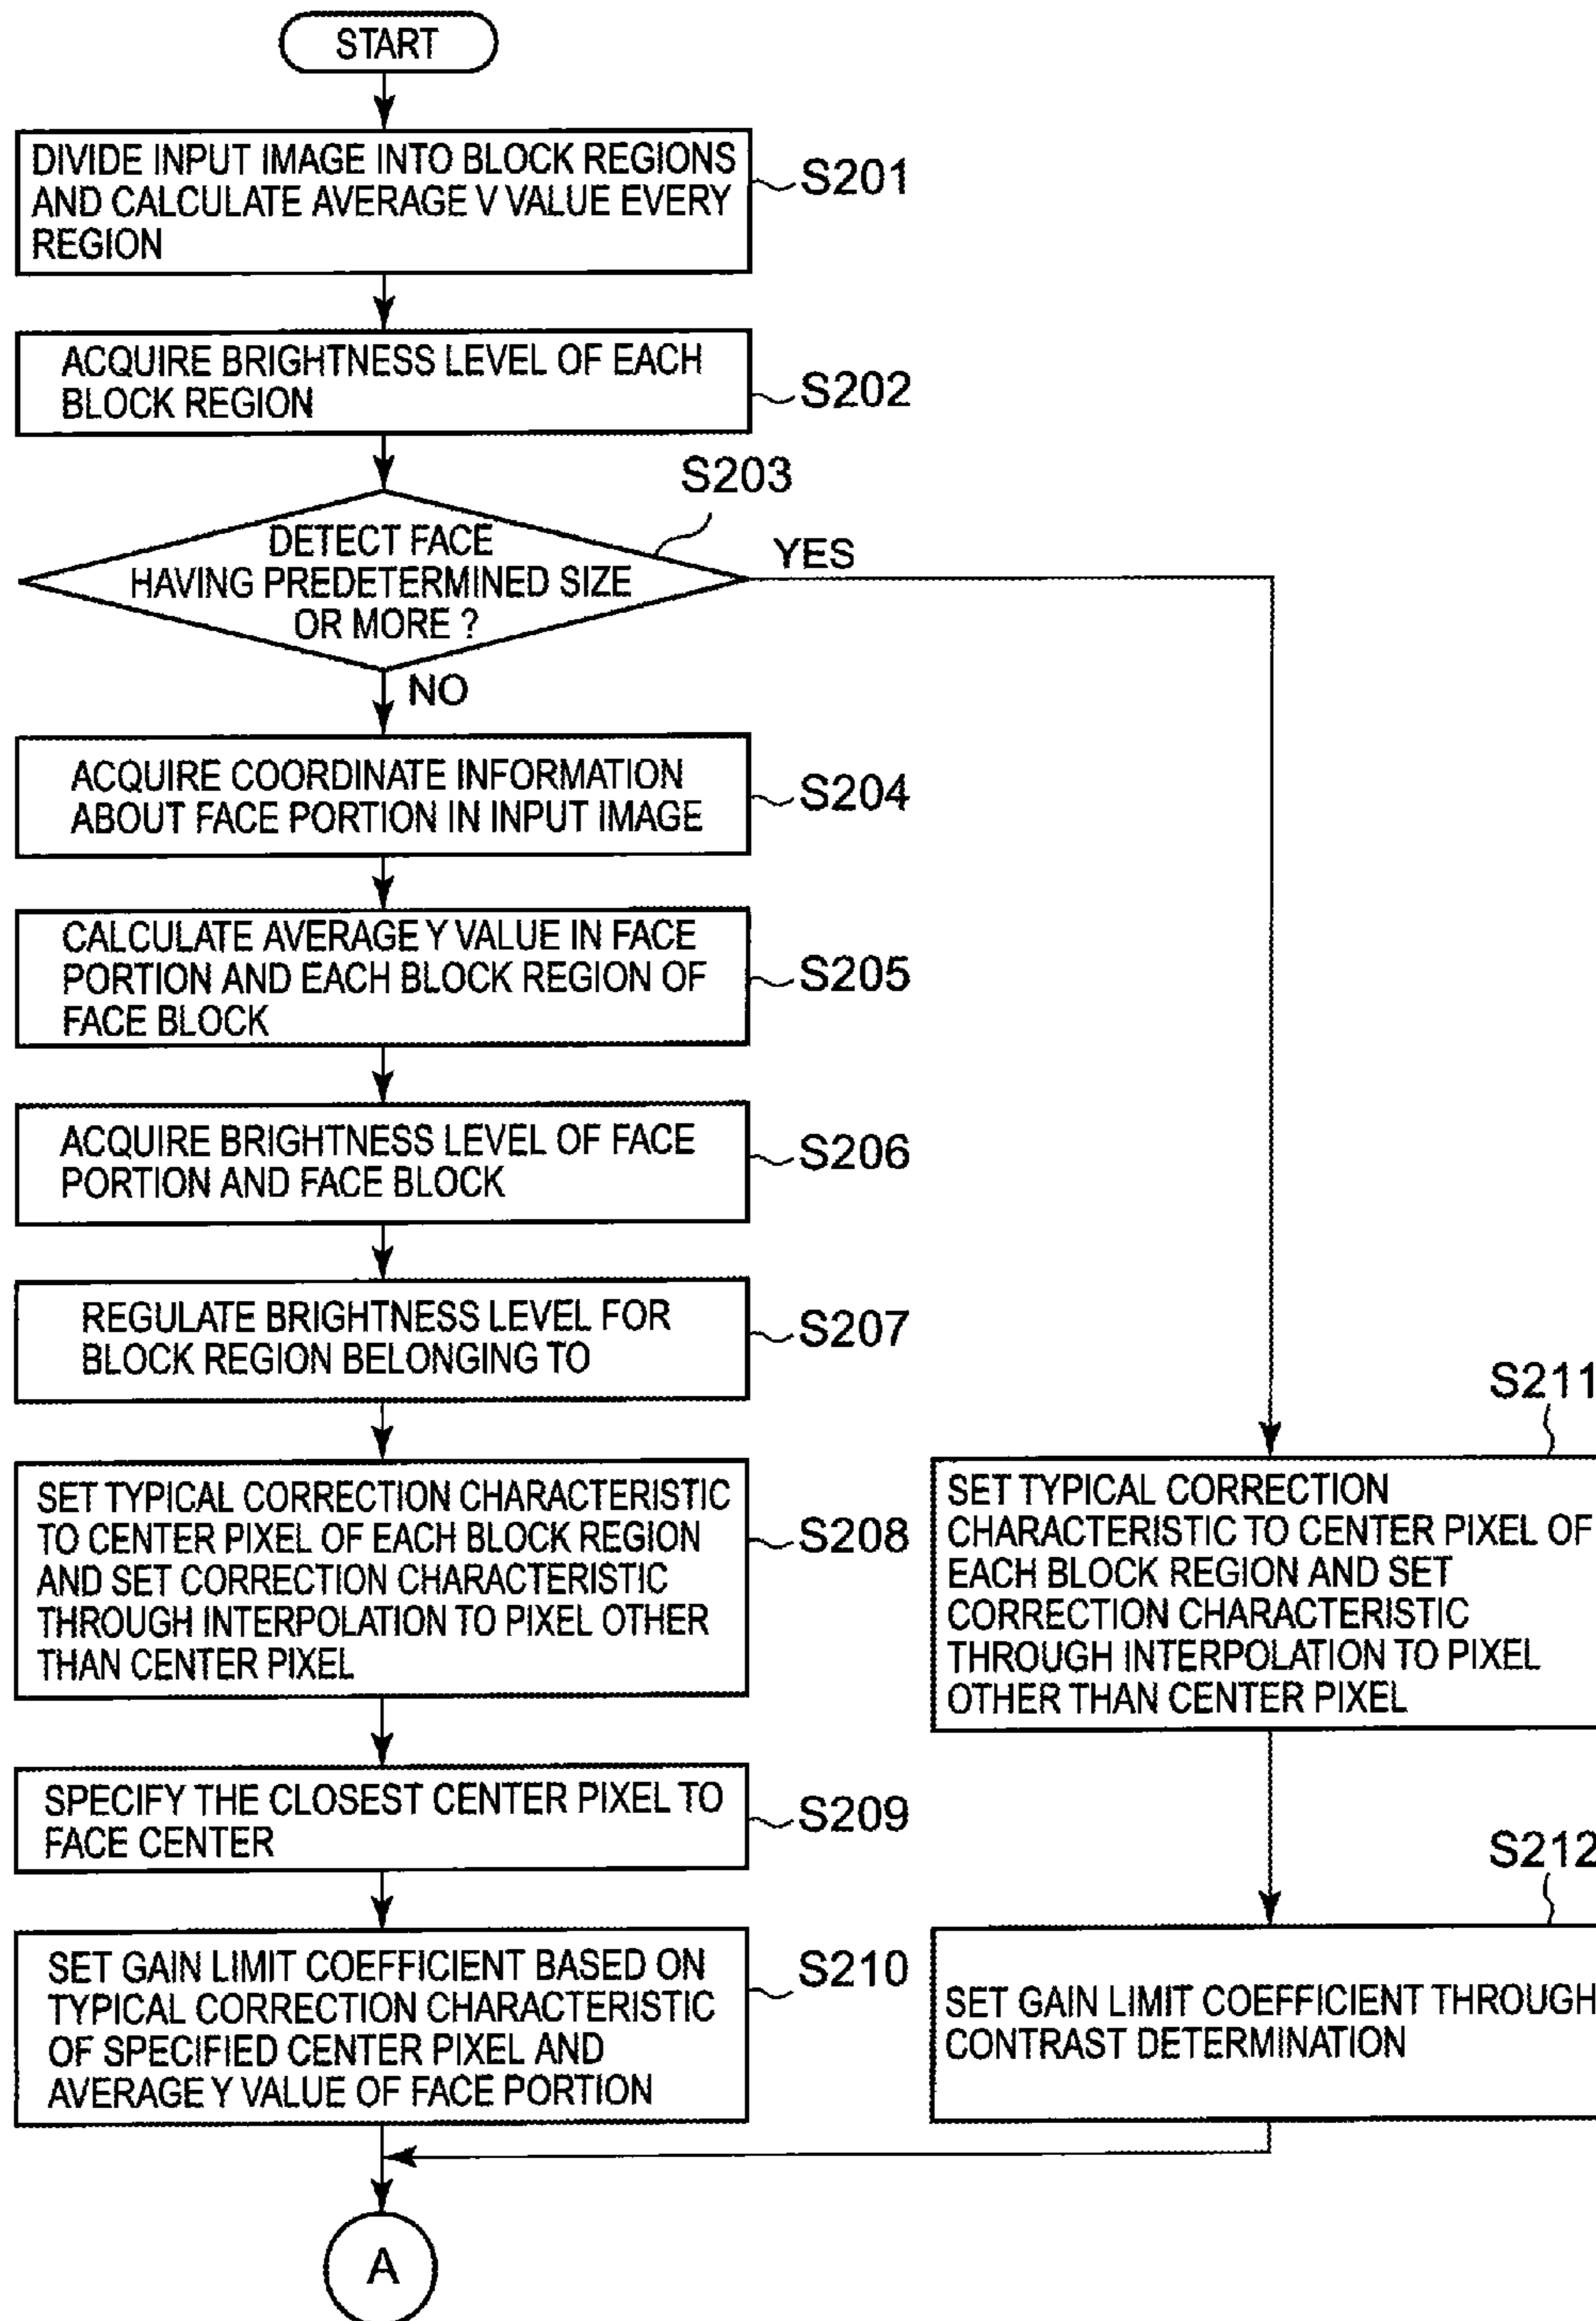 START
DIVIDE INPUT IMAGE INTO BLOCK REGIONS
AND CALCULATE AVERAGE V VALUE EVERY
REGION
S201
ACQUIRE BRIGHTNESS LEVEL OF EACH
BLOCK REGION
S202
S203
DETECT FACE
HAVING PREDETERMINED SIZE
OR MORE ?
YES
NO
ACQUIRE COORDINATE INFORMATION
ABOUT FACE PORTION IN INPUT IMAGE
S204
CALCULATE AVERAGE Y VALUE IN FACE
PORTION AND EACH BLOCK REGION OF
FACE BLOCK
S205
ACQUIRE BRIGHTNESS LEVEL OF FACE
PORTION AND FACE BLOCK
S206
REGULATE BRIGHTNESS LEVEL FOR
BLOCK REGION BELONGING TO
S207
SET TYPICAL CORRECTION CHARACTERISTIC
TO CENTER PIXEL OF EACH BLOCK REGION
AND SET CORRECTION CHARACTERISTIC
THROUGH INTERPOLATION TO PIXEL OTHER
THAN CENTER PIXEL
S208
SPECIFY THE CLOSEST CENTER PIXEL TO
FACE CENTER
S209
SET GAIN LIMIT COEFFICIENT BASED ON
TYPICAL CORRECTION CHARACTERISTIC
OF SPECIFIED CENTER PIXEL AND
AVERAGE Y VALUE OF FACE PORTION
S210
S211
SET TYPICAL CORRECTION
CHARACTERISTIC TO CENTER PIXEL OF
EACH BLOCK REGION AND SET
CORRECTION CHARACTERISTIC
THROUGH INTERPOLATION TO PIXEL
OTHER THAN CENTER PIXEL
S212
SET GAIN LIMIT COEFFICIENT THROUGH
CONTRAST DETERMINATION
A